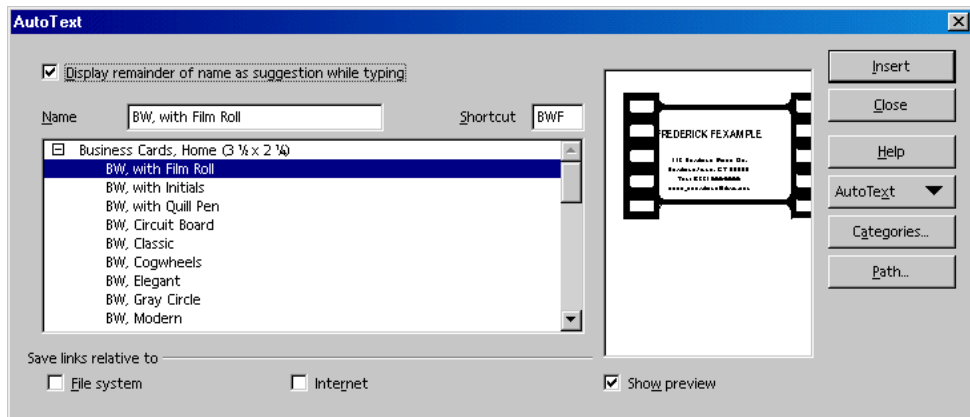 AutoText
Display remainder of name as suggestion while typing
Name BW, with Film Roll Shortcut BWF
Business Cards, Home (3 ½ x 2 ¼)
BW, with Film Roll
BW, with Initials
BW, with Quill Pen
BW, Circuit Board
BW, Classic
BW, Cogwheels
BW, Elegant
BW, Gray Circle
BW, Modern
FREDERICK FEXAMPLE
Insert
Close
Help
AutoText
Categories...
Path...
Save links relative to
File system Internet Show preview